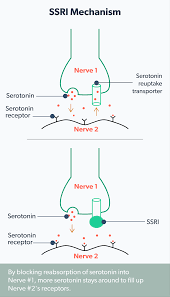 SSRI Mechanism
Nerve 1
Serotonin
reuptake
transporter
Serotonin
Serotonin
receptor
Nerve 2
Nerve 1
Serotonin
SSRI
Serotonin
receptor
Nerve 2
By blocking reabsorption of serotonin into
Nerve #1, more serotonin stays around to fill up
Nerve #2's receptors.